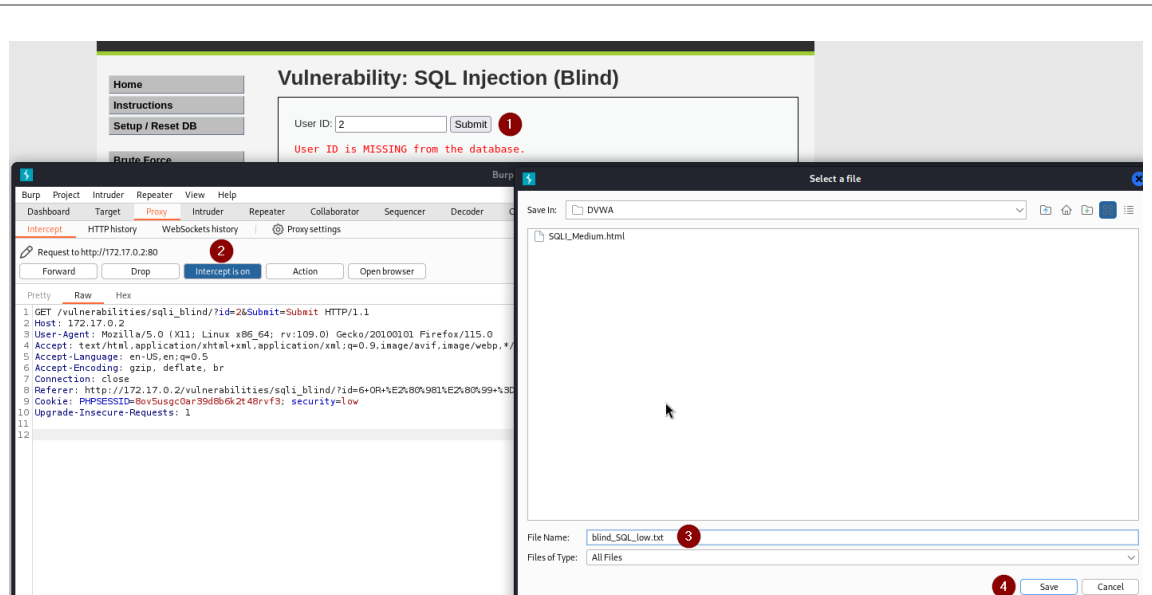 Vulnerability: SQL Injection (Blind)
Home
Instructions
Setup / Reset DB
Brute Force
User ID: 2 Submit 1
User ID is MISSING from the database.
Burp
Burp Project Intruder Repeater View Help
Dashboard Target Proxy Intruder Repeater Collaborator Sequencer Decoder
Intercept HTTP history WebSockets history Proxy settings
Request to http://172.17.0.2:80 2
Forward Drop Intercept is on Action Open browser
Pretty Raw Hex
1 GET /vulnerabilities/sqli_blind/?id=2&Submit=Submit HTTP/1.1
2 Host: 172.17.0.2
3 User-Agent: Mozilla/5.0 (X11; Linux x86_64; rv:109.0) Gecko/20100101 Firefox/115.0
4 Accept: text/html,application/xhtml+xml,application/xml;q=0.9,image/avif,image/webp,*/
5 Accept-Language: en-US,en;q=0.5
6 Accept-Encoding: gzip, deflate, br
7 Connection: close
8 Referer: http://172.17.0.2/vulnerabilities/sqli_blind/?id=6+OR+%E2%80%981%E2%80%99+%3D
9 Cookie: PHPSESSID=8ov5usgc0ar39d8b6k2t48rvf3; security=low
10 Upgrade-Insecure-Requests: 1
11
12
Select a file
Save In: DVWA
SQLI_Medium.html
File Name: blind_SQL_low.txt 3
Files of Type: All Files
4 Save Cancel